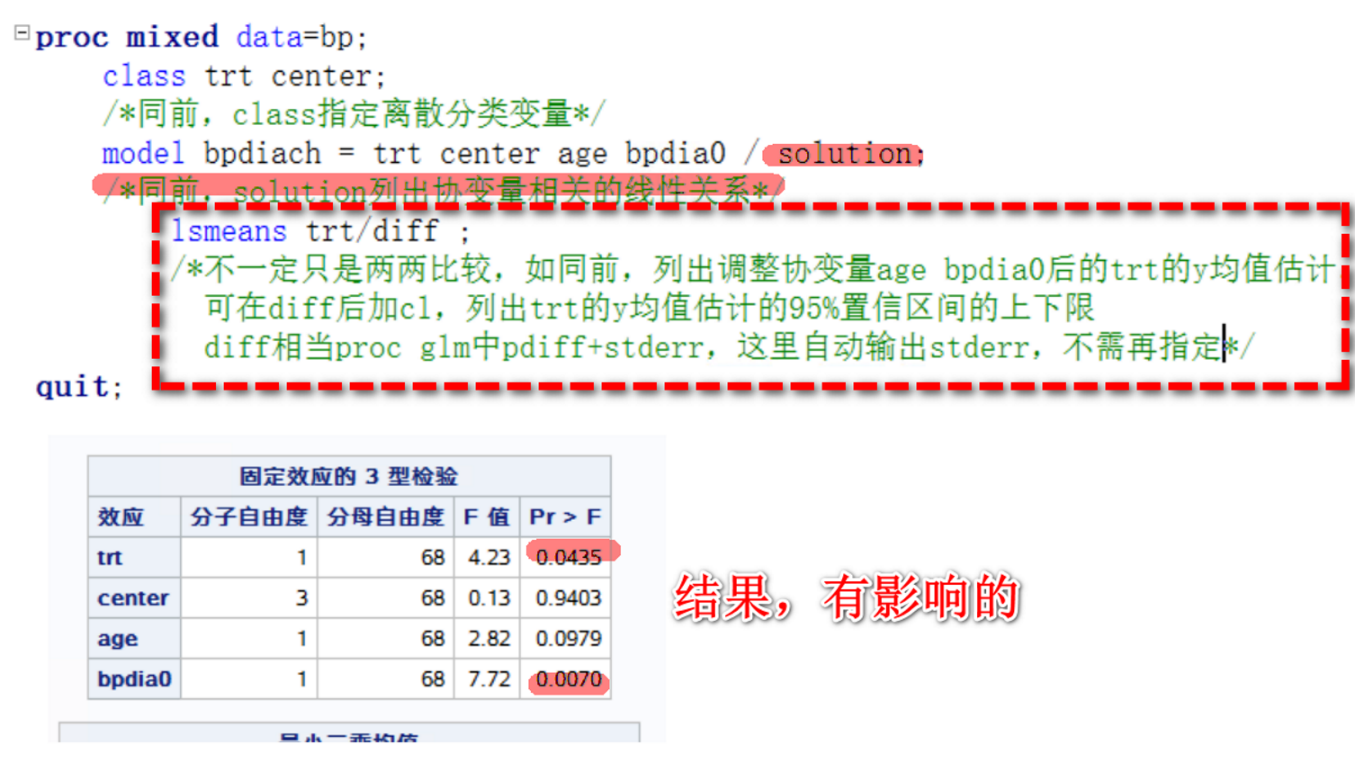 proc mixed data=bp;
class trt center;
/*同前，class指定离散分类变量*/
model bpdiach = trt center age bpdia0 / solution;
/*同前，solution列出协变量相关的线性关系*/
lsmeans trt/diff ;
/*不一定只是两两比较，如同前，列出调整协变量age bpdia0后的trt的y均值估计
可在diff后加cl，列出trt的y均值估计的95%置信区间的上下限
diff相当proc glm中pdiff+stderr，这里自动输出stderr，不需再指定*/
quit;
固定效应的 3 型检验
效应 分子自由度 分母自由度 F 值 Pr > F
trt 1 68 4.23 0.0435
center 3 68 0.13 0.9403
age 1 68 2.82 0.0979
bpdia0 1 68 7.72 0.0070
结果，有影响的
最小二乘均值